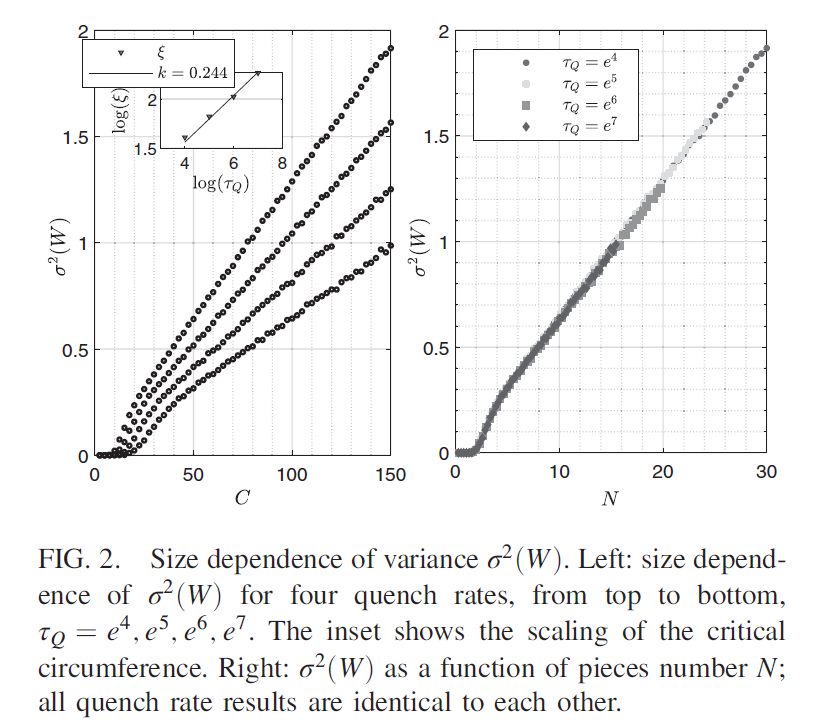 2
1.5
1
0.5
0
0 50 100 150
σ²(W)
C
ξ
k = 0.244
log(ξ)
2
1.5
4 6 8
log(τ_Q)
2
1.5
1
0.5
0
0 10 20 30
σ²(W)
N
τ_Q = e⁴
τ_Q = e⁵
τ_Q = e⁶
τ_Q = e⁷
FIG. 2. Size dependence of variance σ²(W). Left: size depend-
ence of σ²(W) for four quench rates, from top to bottom,
τ_Q = e⁴, e⁵, e⁶, e⁷. The inset shows the scaling of the critical
circumference. Right: σ²(W) as a function of pieces number N;
all quench rate results are identical to each other.